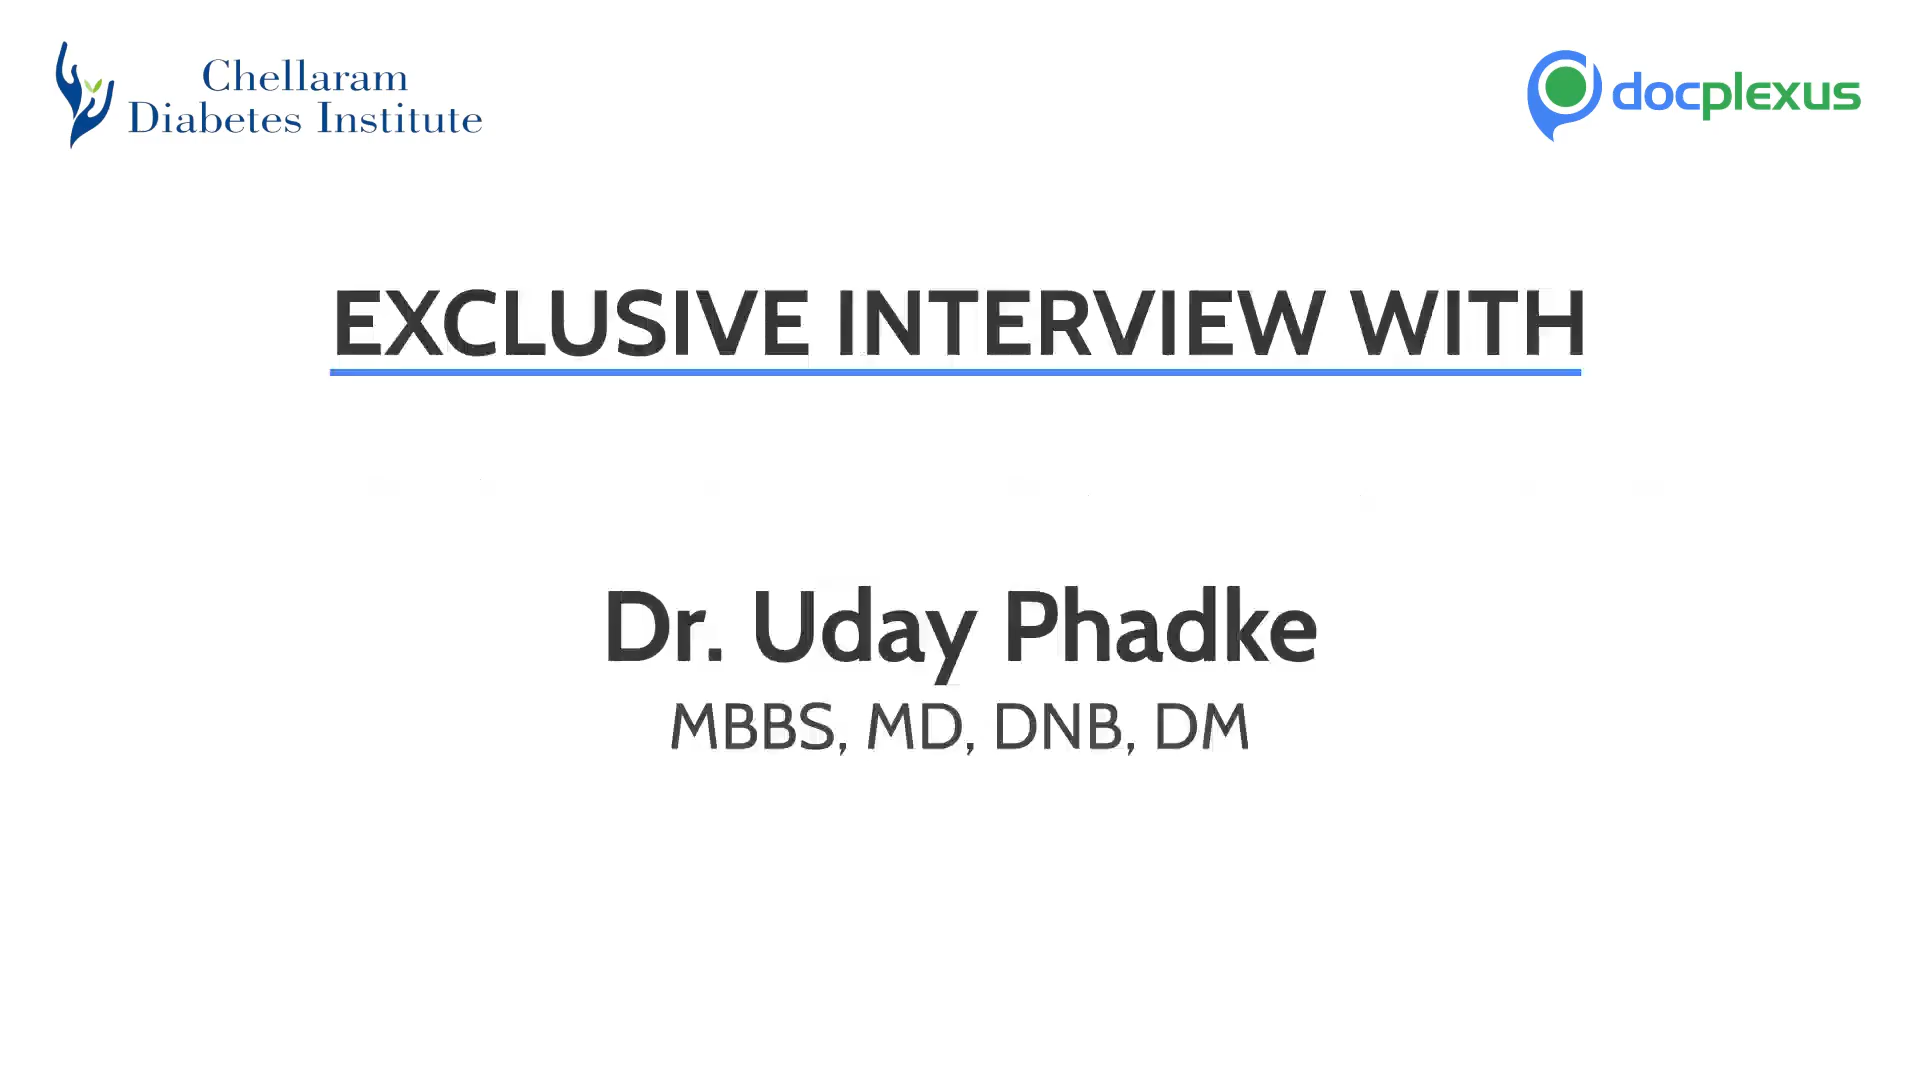 Chellaram
Diabetes Institute
docplexus
EXCLUSIVE INTERVIEW WITH
Dr. Uday Phadke
MBBS, MD, DNB, DM